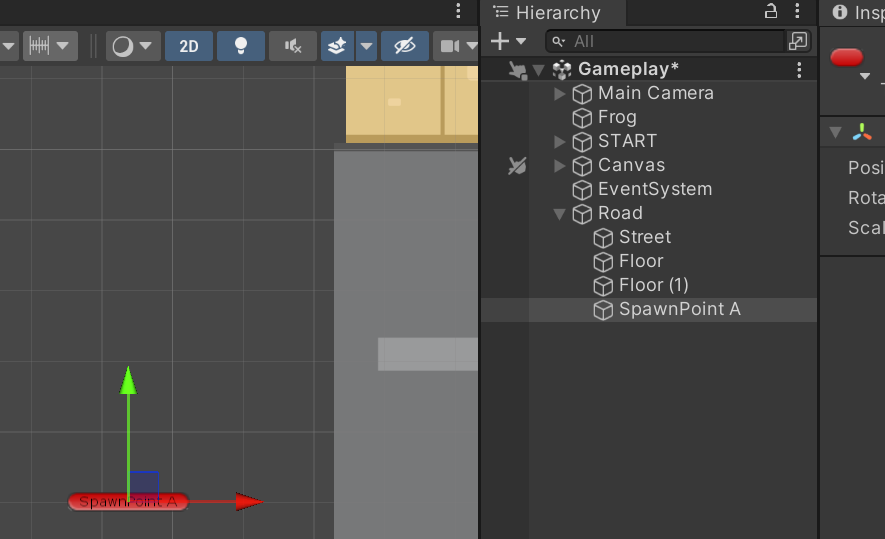 Hierarchy
Insp
2D
All
Gameplay*
Main Camera
Frog
START
Canvas
EventSystem
Road
Street
Floor
Floor (1)
SpawnPoint A
Posi
Rota
Scal
SpawnPoint A